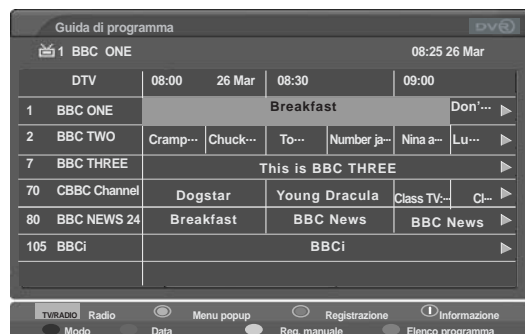 Guida di programma DVR
1 BBC ONE 08:25 26 Mar
DTV 08:00 26 Mar 08:30 09:00
1 BBC ONE Breakfast Don'...
2 BBC TWO Cramp... Chuck... To... Number ja... Nina a... Lu...
7 BBC THREE This is BBC THREE
70 CBBC Channel Dogstar Young Dracula Class TV:... Cl...
80 BBC NEWS 24 Breakfast BBC News BBC News
105 BBCi BBCi
TV/RADIO Radio Menu popup Registrazione Informazione
Modo Data Reg. manuale Elenco programma